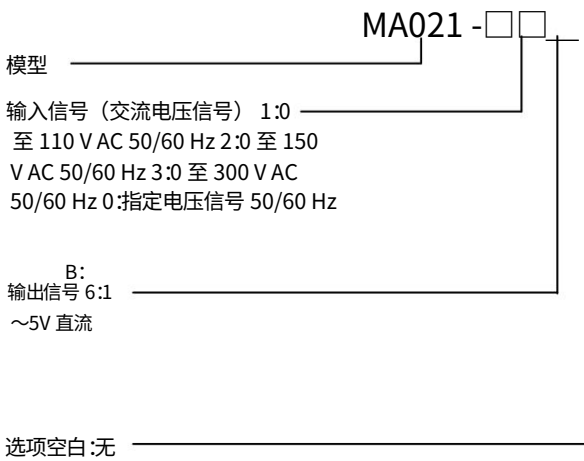 MA021 -□□
模型
输入信号（交流电压信号） 1:0
至 110 V AC 50/60 Hz 2:0 至 150
V AC 50/60 Hz 3:0 至 300 V AC
50/60 Hz 0:指定电压信号 50/60 Hz
B:
输出信号 6:1
～5V 直流
选项空白:无